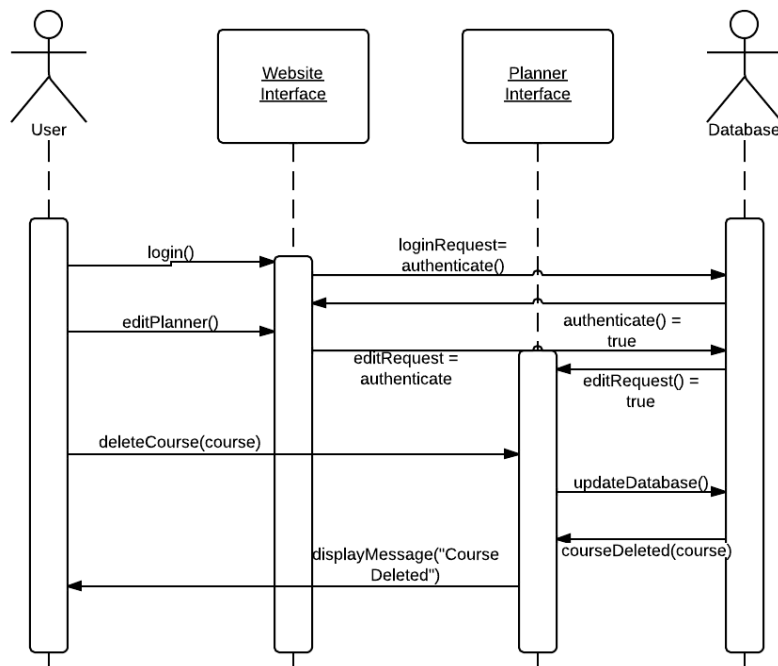 Website
Interface
Planner
Interface
User
Database
login()
loginRequest=
authenticate()
editPlanner()
authenticate() =
true
editRequest =
authenticate
editRequest() =
true
deleteCourse(course)
updateDatabase()
courseDeleted(course)
displayMessage("Course
Deleted")